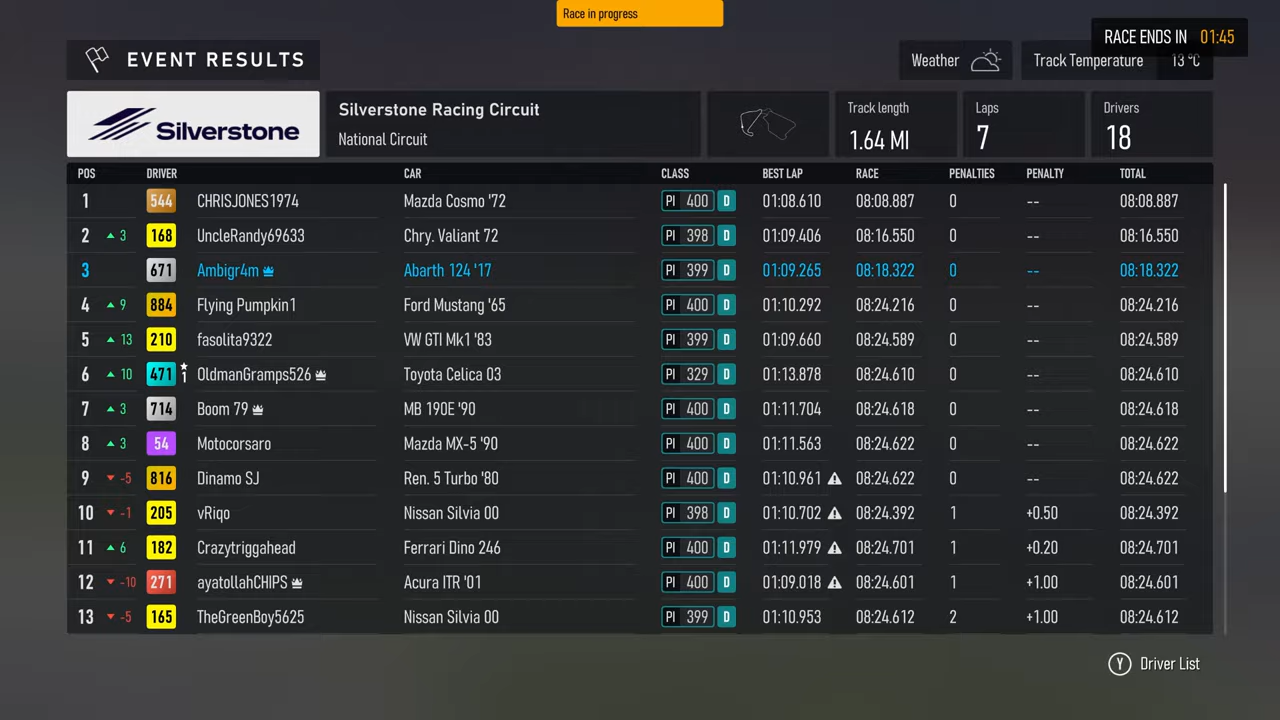 Race in progress
RACE ENDS IN 01:45
EVENT RESULTS
Weather
Track Temperature 13 °C
Silverstone
Silverstone Racing Circuit
National Circuit
Track length
1.64 MI
Laps
7
Drivers
18
POS DRIVER CAR CLASS BEST LAP RACE PENALTIES PENALTY TOTAL
1 544 CHRISJONES1974 Mazda Cosmo '72 PI 400 D 01:08.610 08:08.887 0 -- 08:08.887
2 3 168 UncleRandy69633 Chry. Valiant 72 PI 398 D 01:09.406 08:16.550 0 -- 08:16.550
3 671 Ambigr4m Abarth 124 '17 PI 399 D 01:09.265 08:18.322 0 -- 08:18.322
4 9 884 Flying Pumpkin1 Ford Mustang '65 PI 400 D 01:10.292 08:24.216 0 -- 08:24.216
5 13 210 fasolita9322 VW GTI Mk1 '83 PI 399 D 01:09.660 08:24.589 0 -- 08:24.589
6 10 471 1 OldmanGramps526 Toyota Celica 03 PI 329 D 01:13.878 08:24.610 0 -- 08:24.610
7 3 714 Boom 79 MB 190E '90 PI 400 D 01:11.704 08:24.618 0 -- 08:24.618
8 3 54 Motocorsaro Mazda MX-5 '90 PI 400 D 01:11.563 08:24.622 0 -- 08:24.622
9 -5 816 Dinamo SJ Ren. 5 Turbo '80 PI 400 D 01:10.961 08:24.622 0 -- 08:24.622
10 -1 205 vRiqo Nissan Silvia 00 PI 398 D 01:10.702 08:24.392 1 +0.50 08:24.392
11 6 182 Crazytriggahead Ferrari Dino 246 PI 400 D 01:11.979 08:24.701 1 +0.20 08:24.701
12 -10 271 ayatollahCHIPS Acura ITR '01 PI 400 D 01:09.018 08:24.601 1 +1.00 08:24.601
13 -5 165 TheGreenBoy5625 Nissan Silvia 00 PI 399 D 01:10.953 08:24.612 2 +1.00 08:24.612
Y Driver List